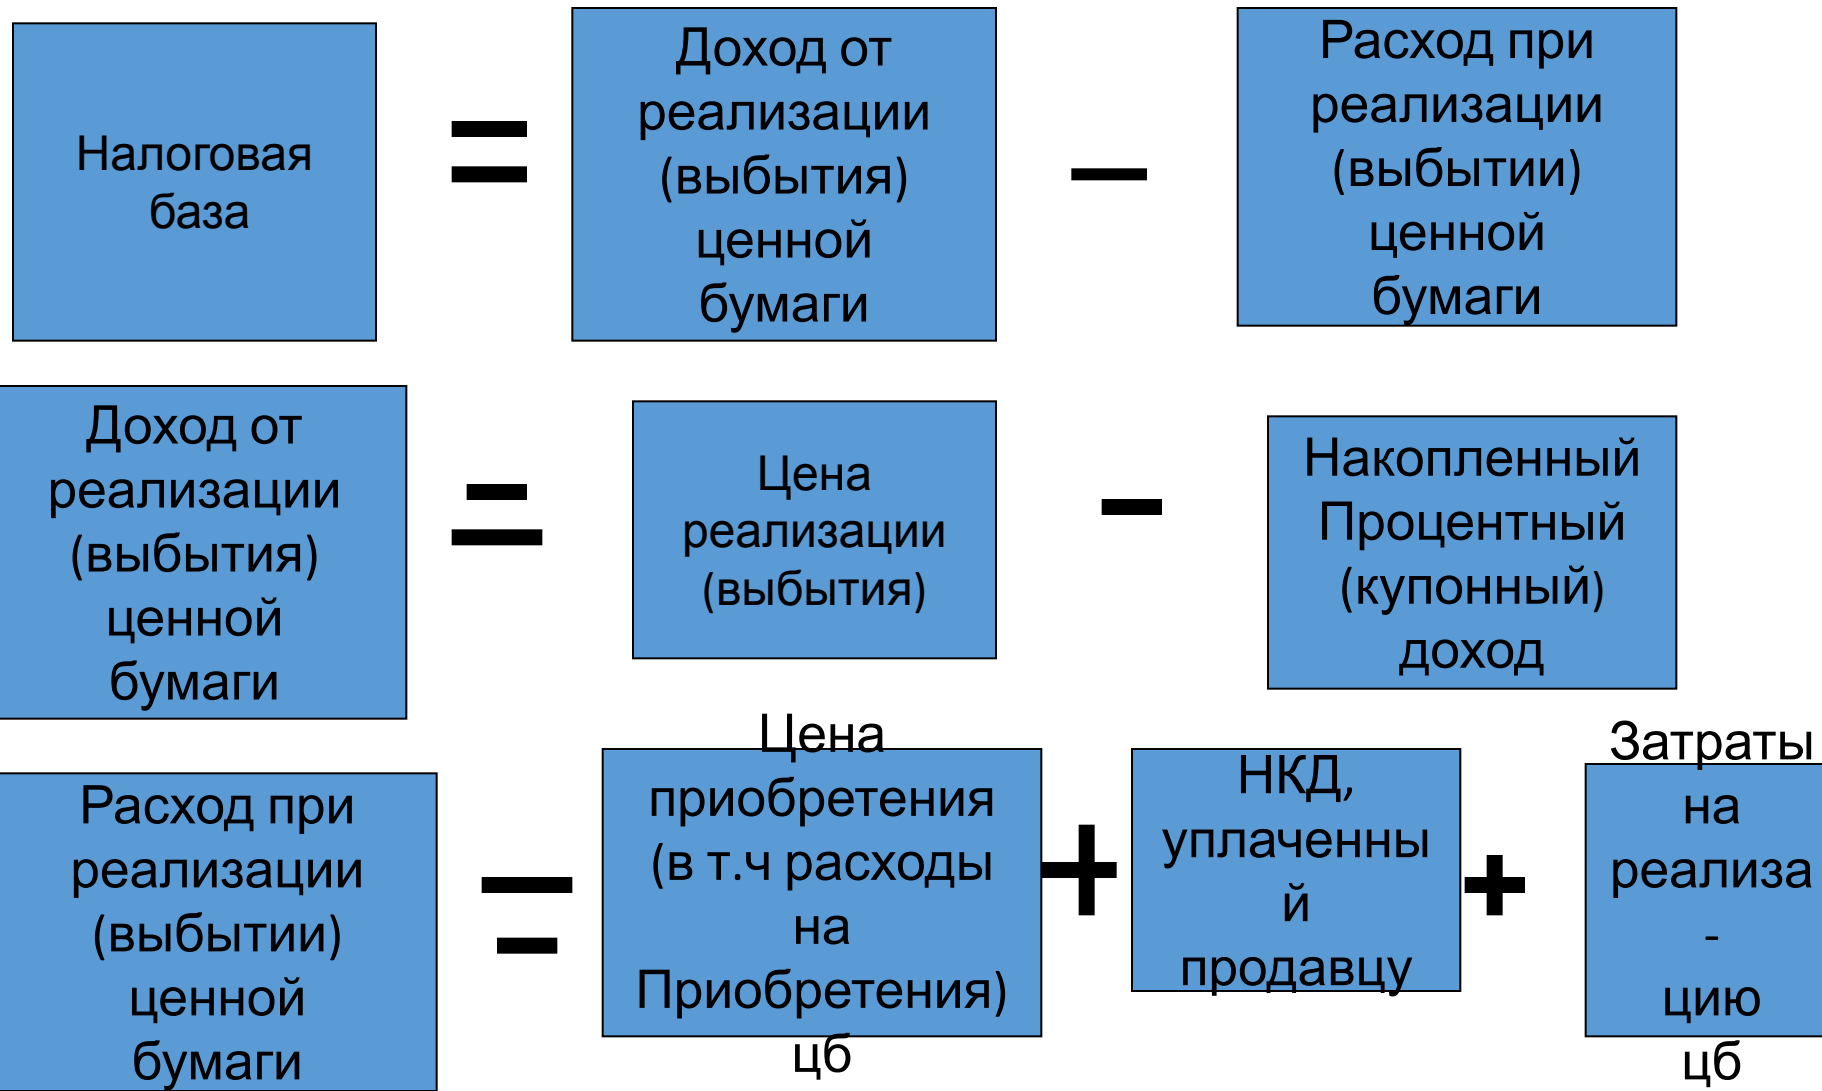 Налоговая
база
=
Доход от
реализации
(выбытия)
ценной
бумаги
–
Расход при
реализации
(выбытии)
ценной
бумаги
Доход от
реализации
(выбытия)
ценной
бумаги
=
Цена
реализации
(выбытия)
–
Накопленный
Процентный
(купонный)
доход
Расход при
реализации
(выбытии)
ценной
бумаги
=
Цена
приобретения
(в т.ч расходы
на
Приобретения)
цб
+
НКД,
уплаченны
й
продавцу
+
Затраты
на
реализа
-
цию
цб